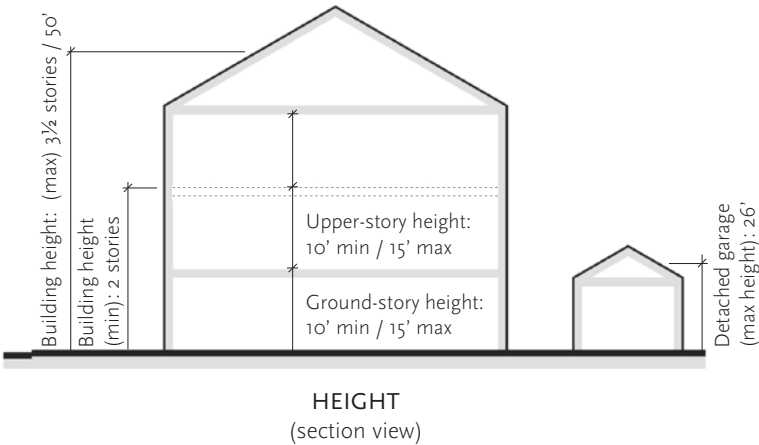 Building height: (max) 3½ stories / 50’
Building height
(min): 2 stories
Upper-story height:
10’ min / 15’ max
Ground-story height:
10’ min / 15’ max
Detached garage
(max height): 26’
HEIGHT
(section view)